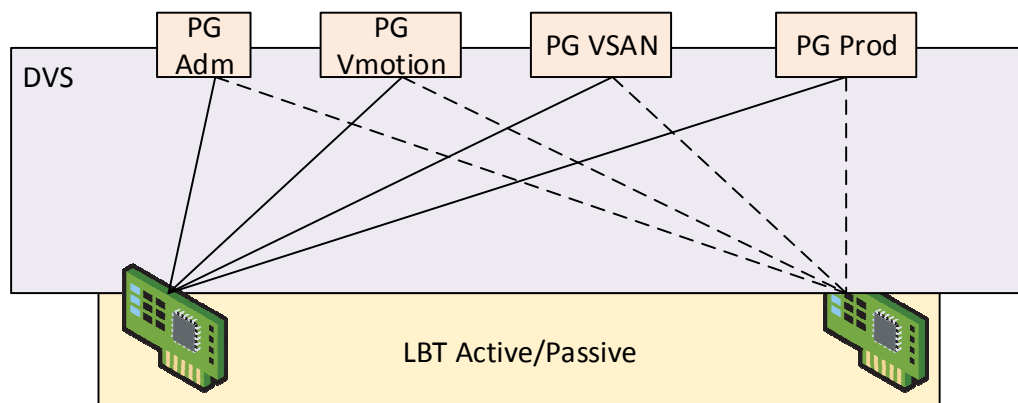 PG
Adm
PG
Vmotion
PG VSAN
PG Prod
DVS
LBT Active/Passive